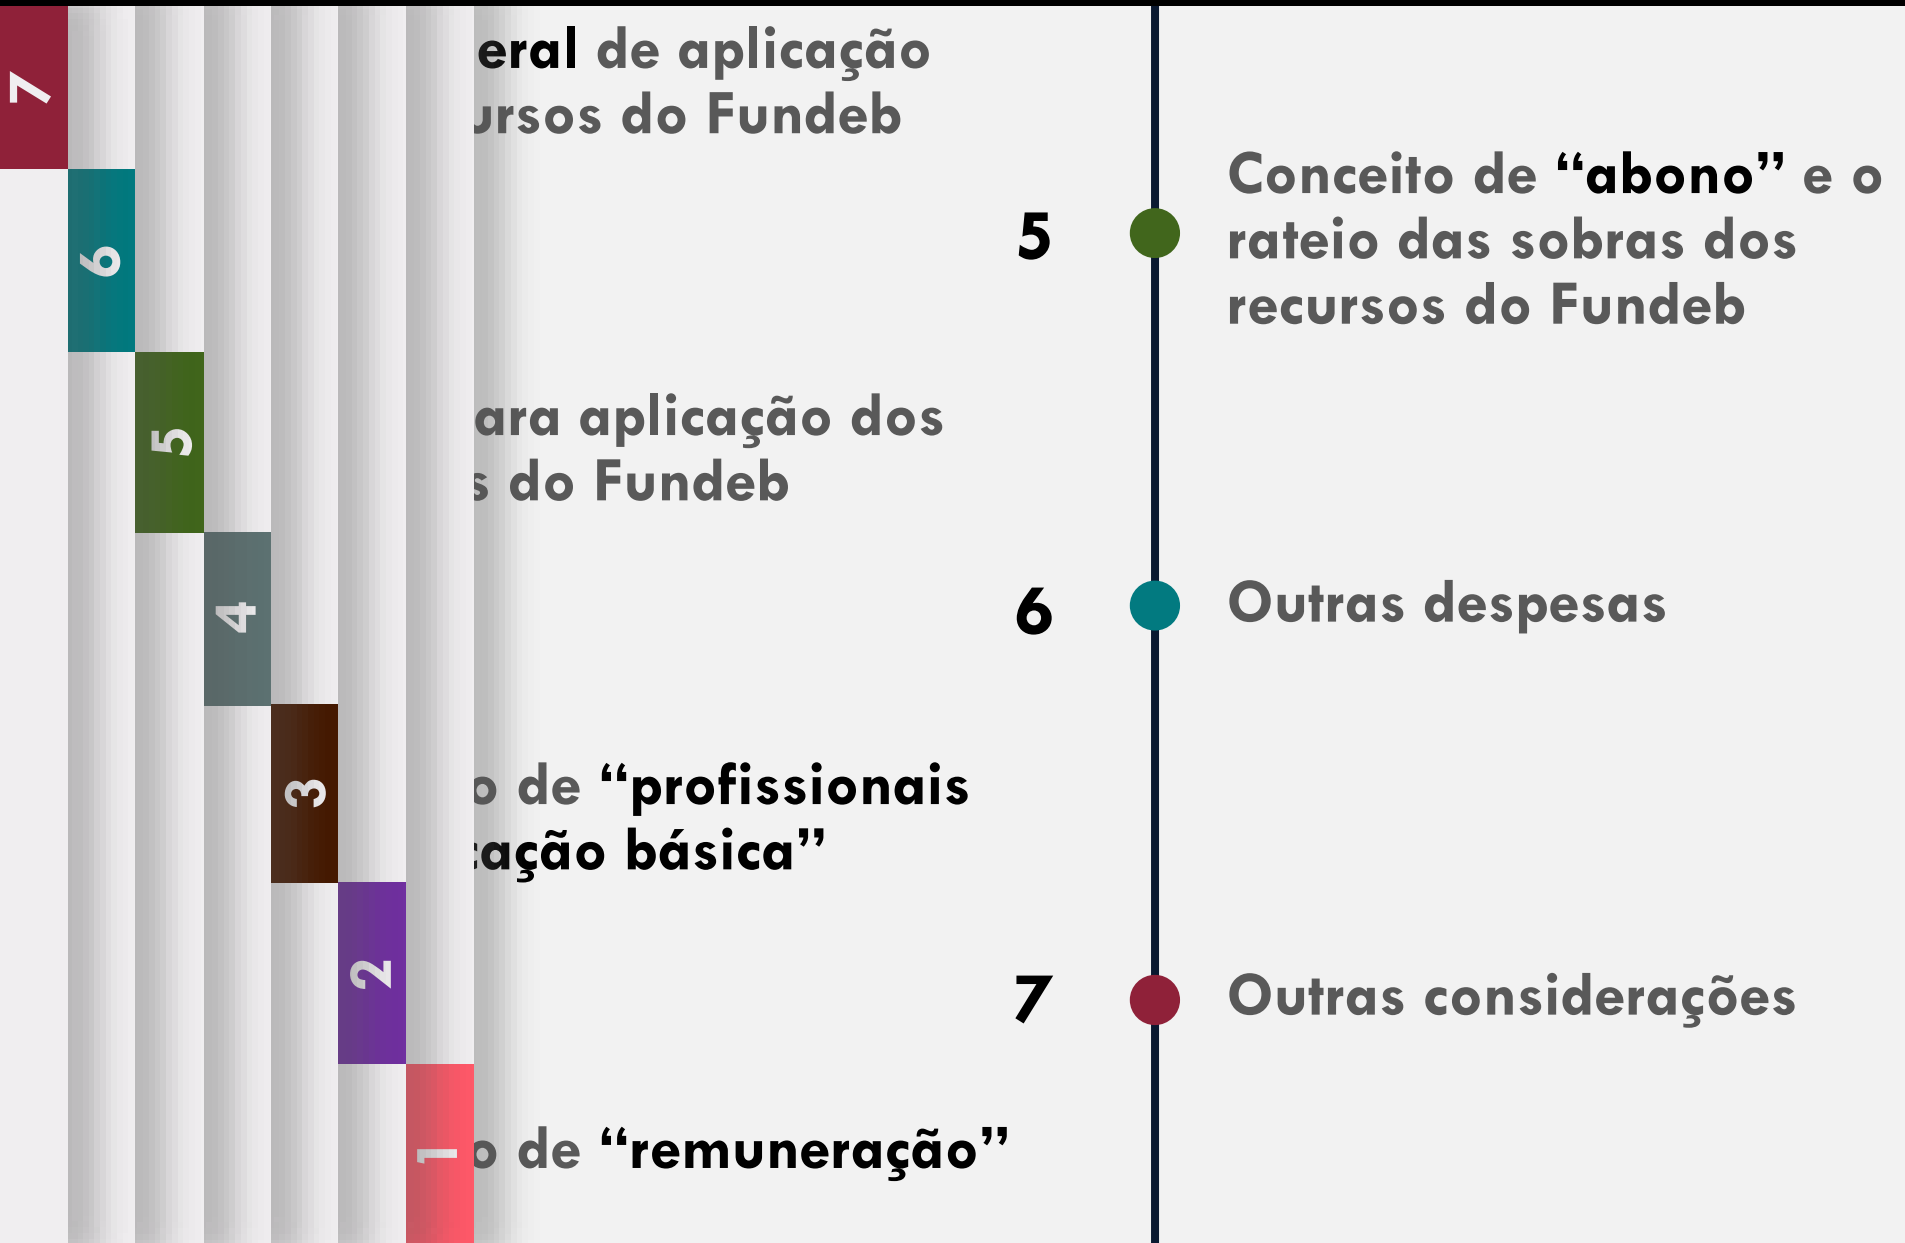 7
6
5
4
3
2
1
eral de aplicação
ursos do Fundeb
ara aplicação dos
s do Fundeb
o de “profissionais
cação básica”
o de “remuneração”
5
Conceito de “abono” e o
rateio das sobras dos
recursos do Fundeb
6
Outras despesas
7
Outras considerações